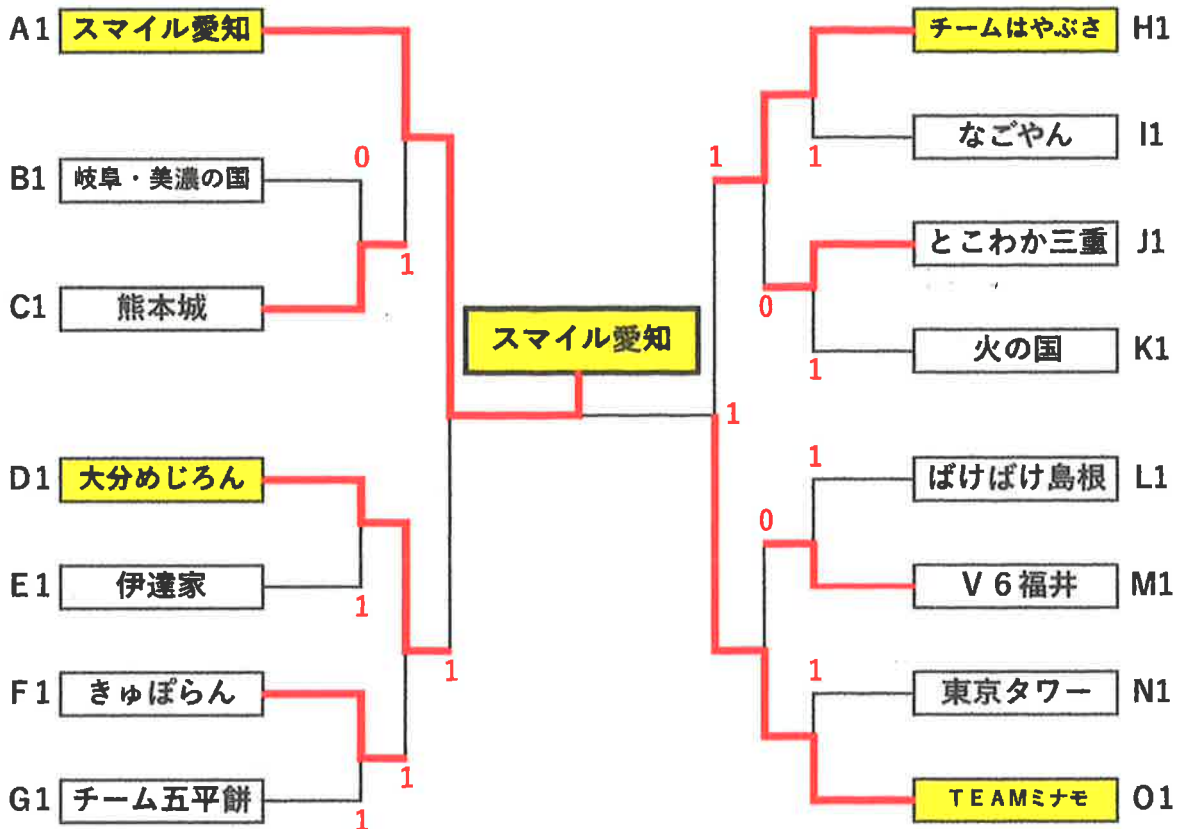 A1 スマイル愛知
0
B1 岐阜・美濃の国
1
C1 熊本城
D1 大分めじろん
E1 伊達家
1
1
F1 きゅぽらん
1
G1 チーム五平餅
1
スマイル愛知
チームはやぶさ H1
1
なごやん I1
1
とこわか三重 J1
0
火の国 K1
1
1
1
ばけばけ島根 L1
0
V6福井 M1
1
東京タワー N1
TEAMミナモ O1